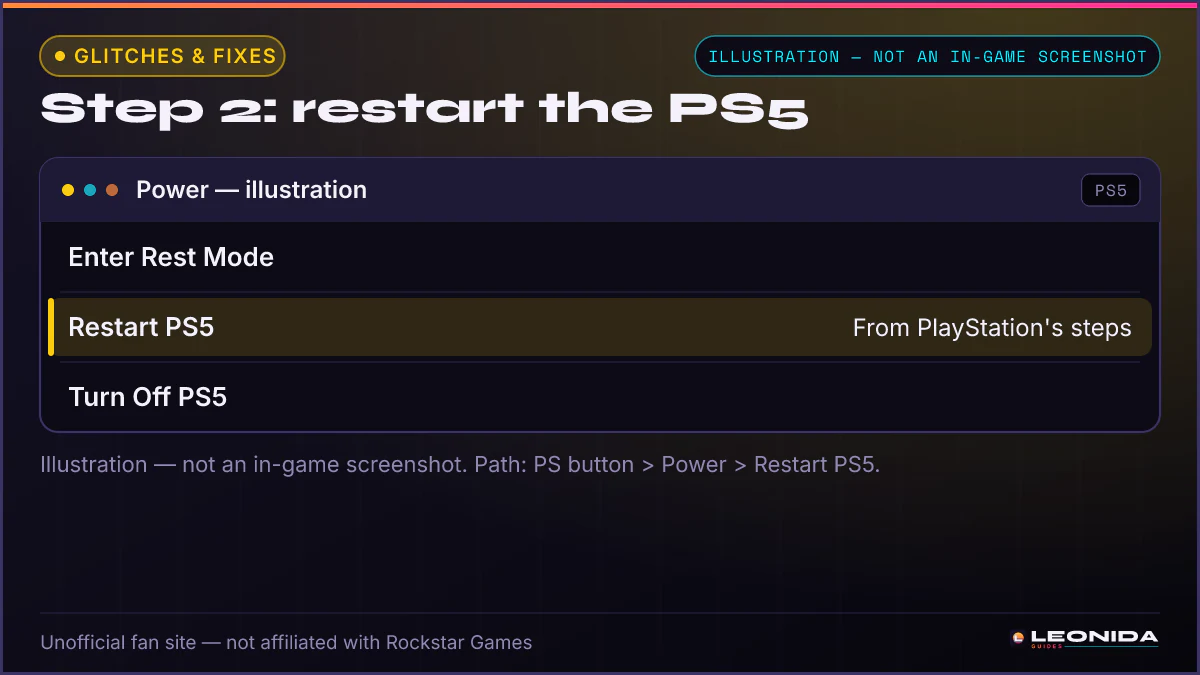 GLITCHES & FIXES
ILLUSTRATION — NOT AN IN-GAME SCREENSHOT
Step 2: restart the PS5
Power — illustration
PS5
Enter Rest Mode
Restart PS5
From PlayStation's steps
Turn Off PS5
Illustration — not an in-game screenshot. Path: PS button > Power > Restart PS5.
Unofficial fan site — not affiliated with Rockstar Games
LEONIDA
GUIDES